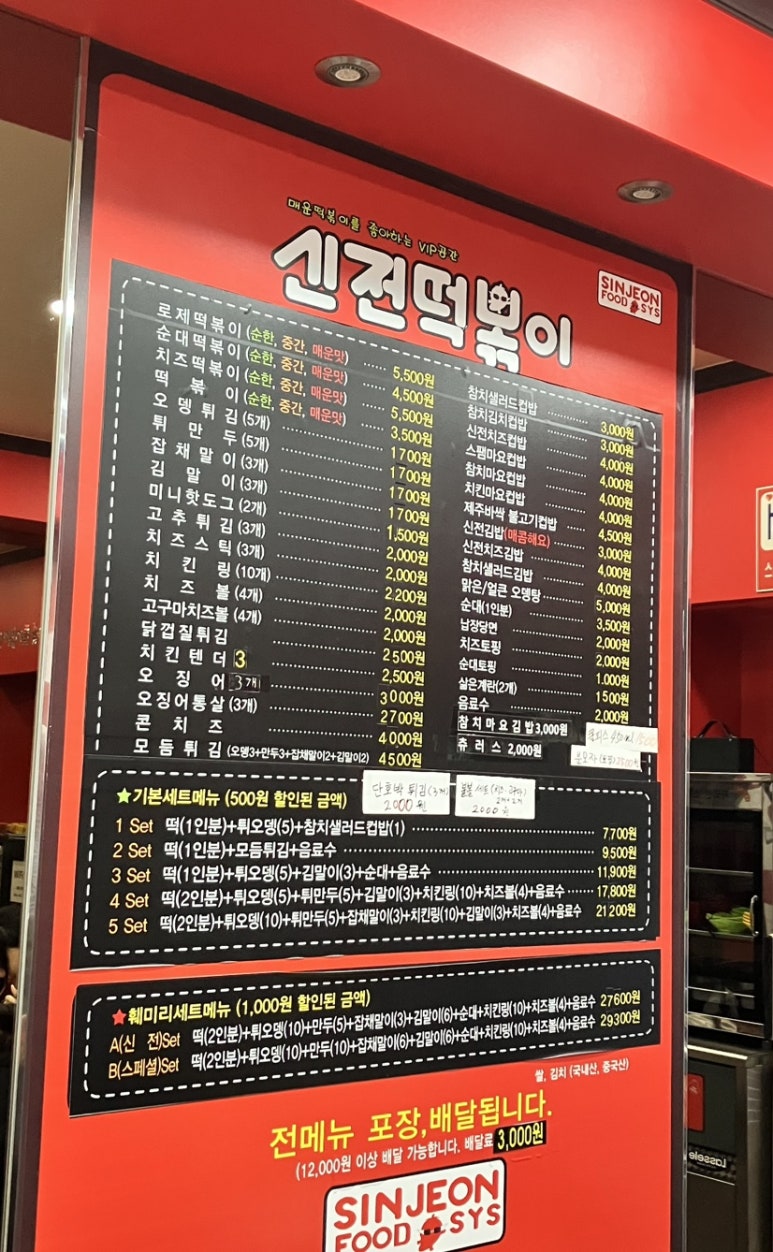 매운떡볶이를 좋아하는 VIP공간
신전떡볶이
SINJEON
FOOD SYS
로제떡볶이 (순한, 중간, 매운맛) ······ 5,500원
순대떡볶이 (순한, 중간, 매운맛) ······ 4,500원
치즈떡볶이 (순한, 중간, 매운맛) ······ 5,500원
떡 볶 이 (순한, 중간, 매운맛) ······ 3,500원
오뎅튀김 (5개) ······ 1700원
튀 만 두 (5개) ······ 1700원
잡채말이 (3개) ······ 1700원
김 말 이 (3개) ······ 1700원
미니핫도그 (2개) ······ 1,500원
고추튀김 (3개) ······ 2,000원
치즈스틱 (3개) ······ 2,000원
치 킨 링 (10개) ······ 2200원
치 즈 볼 (4개) ······ 2,000원
고구마치즈볼 (4개) ······ 2,000원
닭껍질튀김 ······ 2500원
치킨텐더 3 ······ 2,500원
오 징 어 3개 ······ 3000원
오징어통살 (3개) ······ 2700원
콘 치 즈 ······ 4000원
모듬튀김 (오뎅3+만두3+잡채말이2+김말이2) 4500원
참치샐러드컵밥 ······ 3,000원
참치김치컵밥 ······ 3,000원
신전치즈컵밥 ······ 4,000원
스팸마요컵밥 ······ 4,000원
참치마요컵밥 ······ 4,000원
치킨마요컵밥 ······ 4,000원
제주바싹 불고기컵밥 ······ 4,500원
신전김밥(매콤해요) ······ 3,000원
신전치즈김밥 ······ 4,000원
참치샐러드김밥 ······ 4,000원
맑은/얼큰 오뎅탕 ······ 5,000원
순대(1인분) ······ 3,500원
납장당면 ······ 2,000원
치즈토핑 ······ 2,000원
순대토핑 ······ 1.000원
삶은계란(2개) ······ 1500원
음료수 ······ 2,000원
참치마요김밥 3,000원
츄 러 스 2,000원
단호박 튀김(3개)
2000원
2000원
★기본세트메뉴 (500원 할인된 금액)
1 Set 떡(1인분)+튀오뎅(5)+참치샐러드컵밥(1) ······ 7,700원
2 Set 떡(1인분)+모듬튀김+음료수 ······ 9,500원
3 Set 떡(1인분)+튀오뎅(5)+김말이(3)+순대+음료수 ······ 11,900원
4 Set 떡(2인분)+튀오뎅(5)+튀만두(5)+김말이(3)+치킨링(10)+치즈볼(4)+음료수 ······ 17,800원
5 Set 떡(2인분)+튀오뎅(10)+튀만두(5)+잡채말이(3)+치킨링(10)+김말이(3)+치즈볼(4)+음료수 21200원
★훼미리세트메뉴 (1,000원 할인된 금액)
A(신 전)Set 떡(2인분)+튀오뎅(10)+만두(5)+잡채말이(3)+김말이(6)+순대+치킨링(10)+치즈볼(4)+음료수 27600원
B(스페셜)Set 떡(2인분)+튀오뎅(10)+만두(10)+잡채말이(6)+김말이(6)+순대+치킨링(10)+치즈볼(4)+음료수 29300원
쌀, 김치 (국내산, 중국산)
전메뉴 포장,배달됩니다.
(12,000원 이상 배달 가능합니다. 배달료 3,000원
SINJEON
FOOD SYS
Lassele